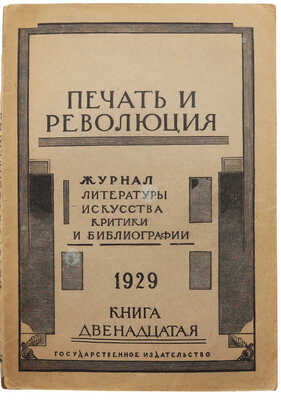 ПЕЧАТЬ И
РЕВОЛЮЦИЯ
ЖУРНАЛ
ЛИТЕРАТУРЫ
ИСКУССТВА
КРИТИКИ
И БИБЛИОГРАФИИ
1929
КНИГА
ДВЕНАДЦАТАЯ
ГОСУДАРСТВЕННОЕ ИЗДАТЕЛЬСТВО